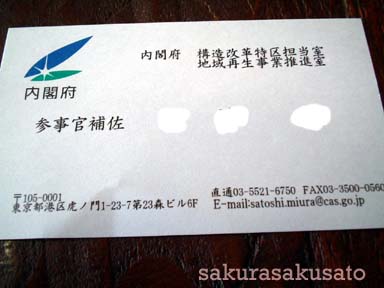 内閣府 構造改革特区担当室
地域再生事業推進室
内閣府
参事官補佐
〒105-0001
東京都港区虎ノ門1-23-7第23森ビル6F
直通03-5521-6750 FAX03-3500-0560
E-mail:satoshi.miura@cas.go.jp
sakurasakusato